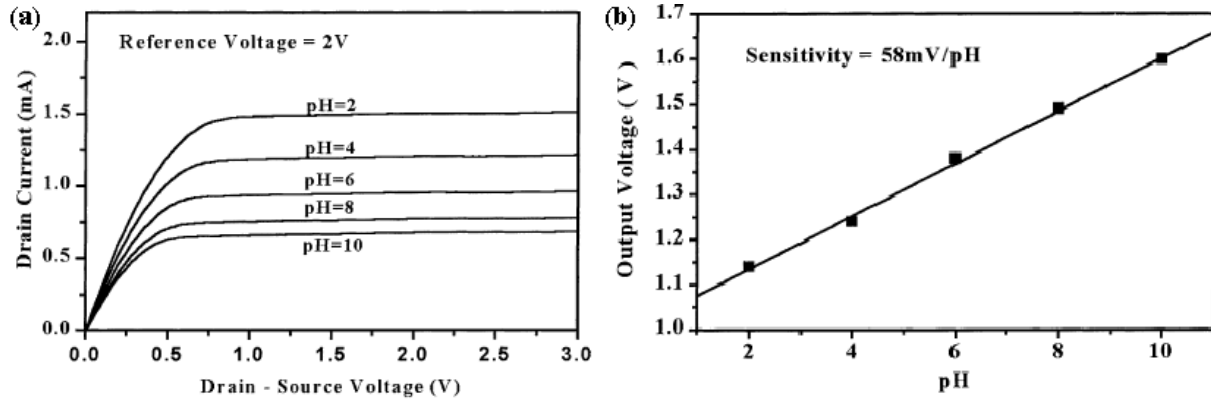 (a)
Reference Voltage = 2V
pH=2
pH=4
pH=6
pH=8
pH=10
2.0
1.5
1.0
0.5
0.0
0.0 0.5 1.0 1.5 2.0 2.5 3.0
Drain Current (mA)
Drain - Source Voltage (V)
(b)
Sensitivity = 58mV/pH
1.7
1.6
1.5
1.4
1.3
1.2
1.1
1.0
2 4 6 8 10
Output Voltage ( V )
pH